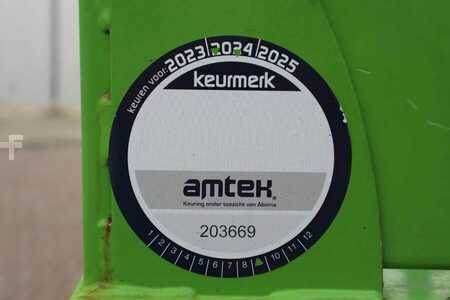 keuren voor: 2023 2024 2025
keurmerk
amtek®
Keuring onder toezicht van Aboma
203669
1 2 3 4 5 6 7 8 10 11 12